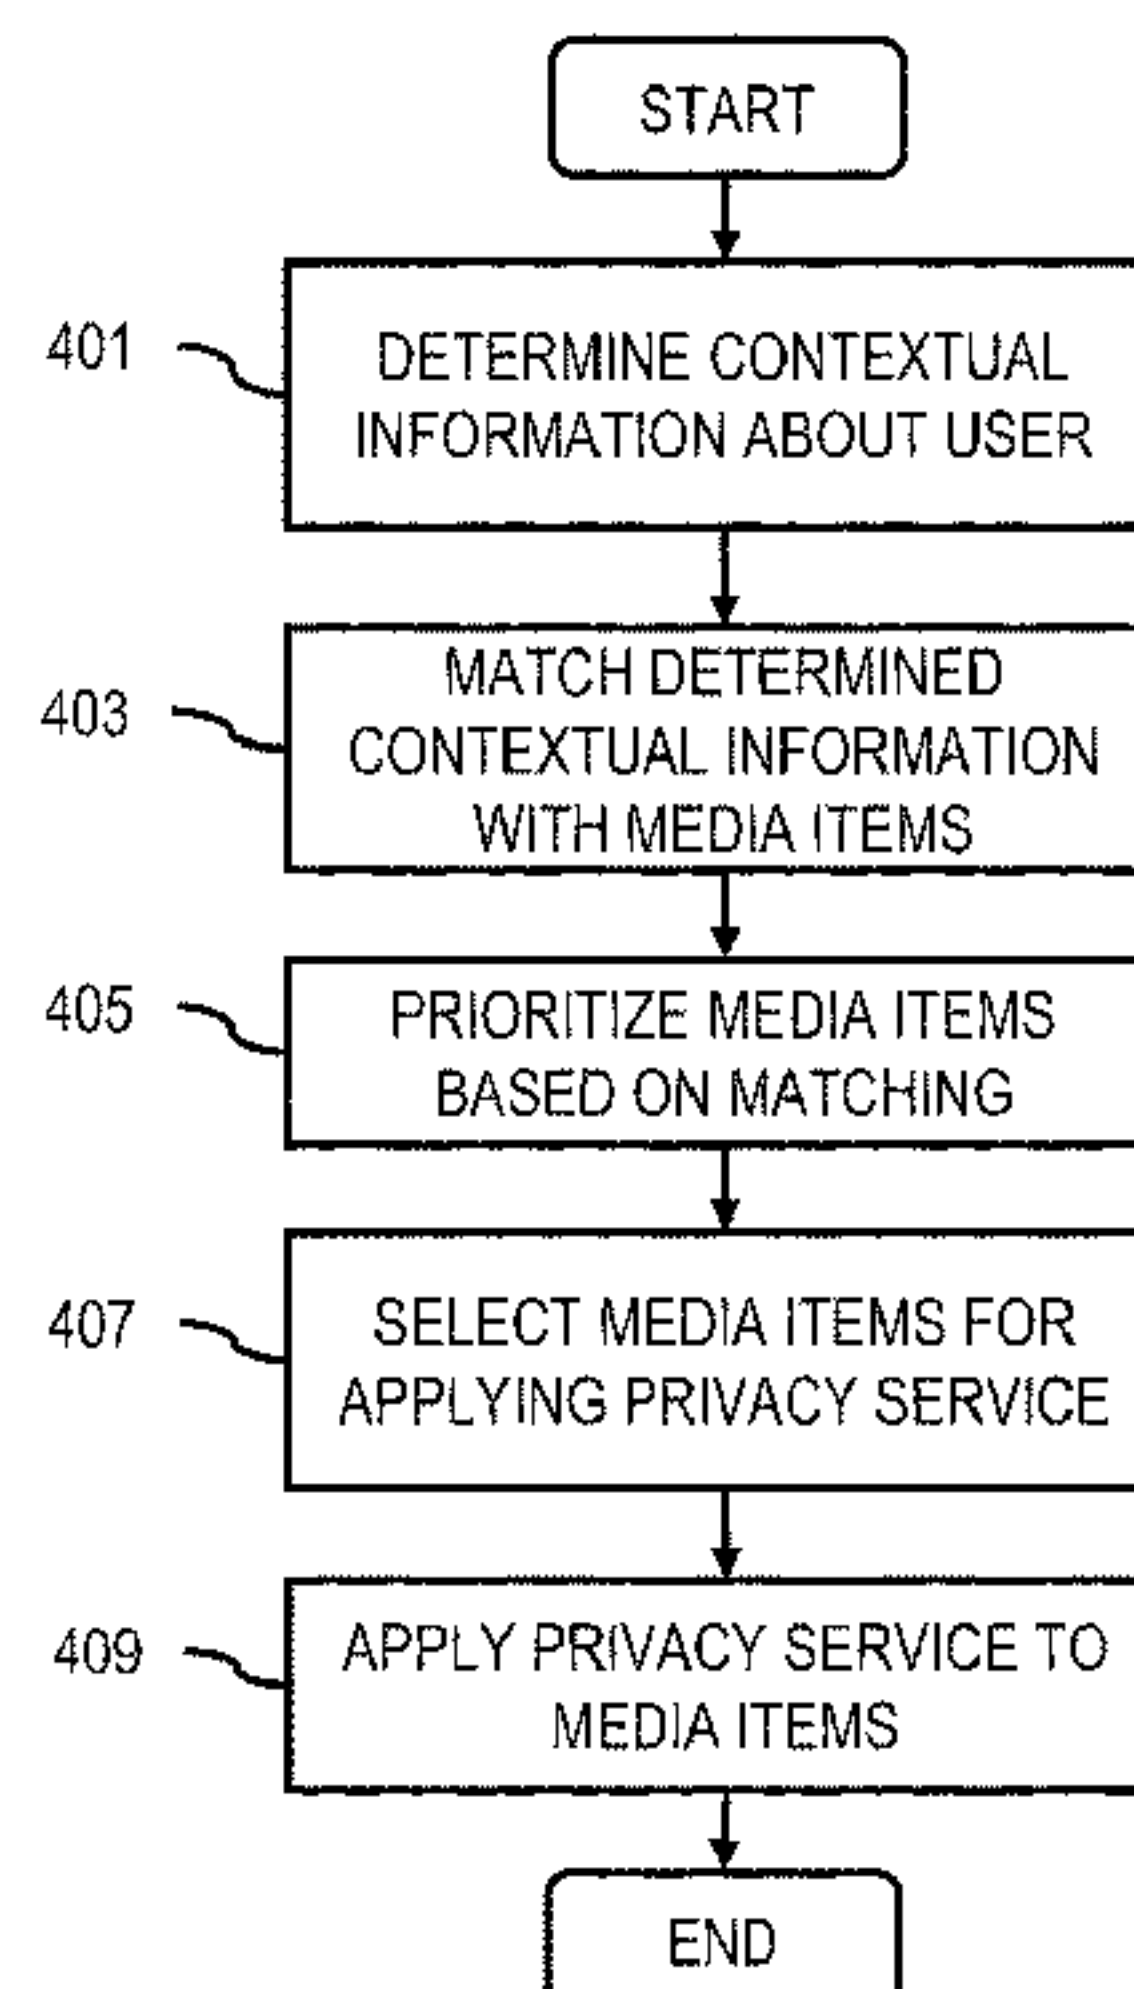 START
401
DETERMINE CONTEXTUAL
INFORMATION ABOUT USER
403
MATCH DETERMINED
CONTEXTUAL INFORMATION
WITH MEDIA ITEMS
405
PRIORITIZE MEDIA ITEMS
BASED ON MATCHING
407
SELECT MEDIA ITEMS FOR
APPLYING PRIVACY SERVICE
409
APPLY PRIVACY SERVICE TO
MEDIA ITEMS
END